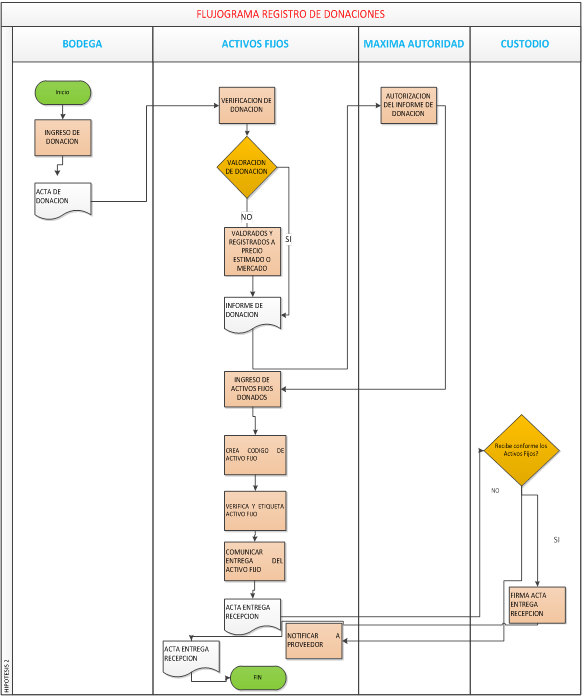 FLUJOGRAMA REGISTRO DE DONACIONES
BODEGA
ACTIVOS FIJOS
MAXIMA AUTORIDAD
CUSTODIO
Inicio
INGRESO DE
DONACION
ACTA DE
DONACION
VERIFICACION DE
DONACION
VALORACION
DE DONACION
NO
SI
VALORADOS Y
REGISTRADOS A
PRECIO
ESTIMADO O
MERCADO
INFORME DE
DONACION
AUTORIZACION
DEL INFORME DE
DONACION
INGRESO DE
ACTIVOS FIJOS
DONADOS
CREA CODIGO DE
ACTIVO FIJO
VERIFICA Y ETIQUETA
ACTIVO FIJO
COMUNICAR
ENTREGA DEL
ACTIVO FIJO
ACTA ENTREGA
RECEPCION
Recibe conforme los
Activos Fijos?
NO
SI
FIRMA ACTA
ENTREGA
RECEPCION
NOTIFICAR A
PROVEEDOR
ACTA ENTREGA
RECEPCION
FIN
HIPOTESIS 2